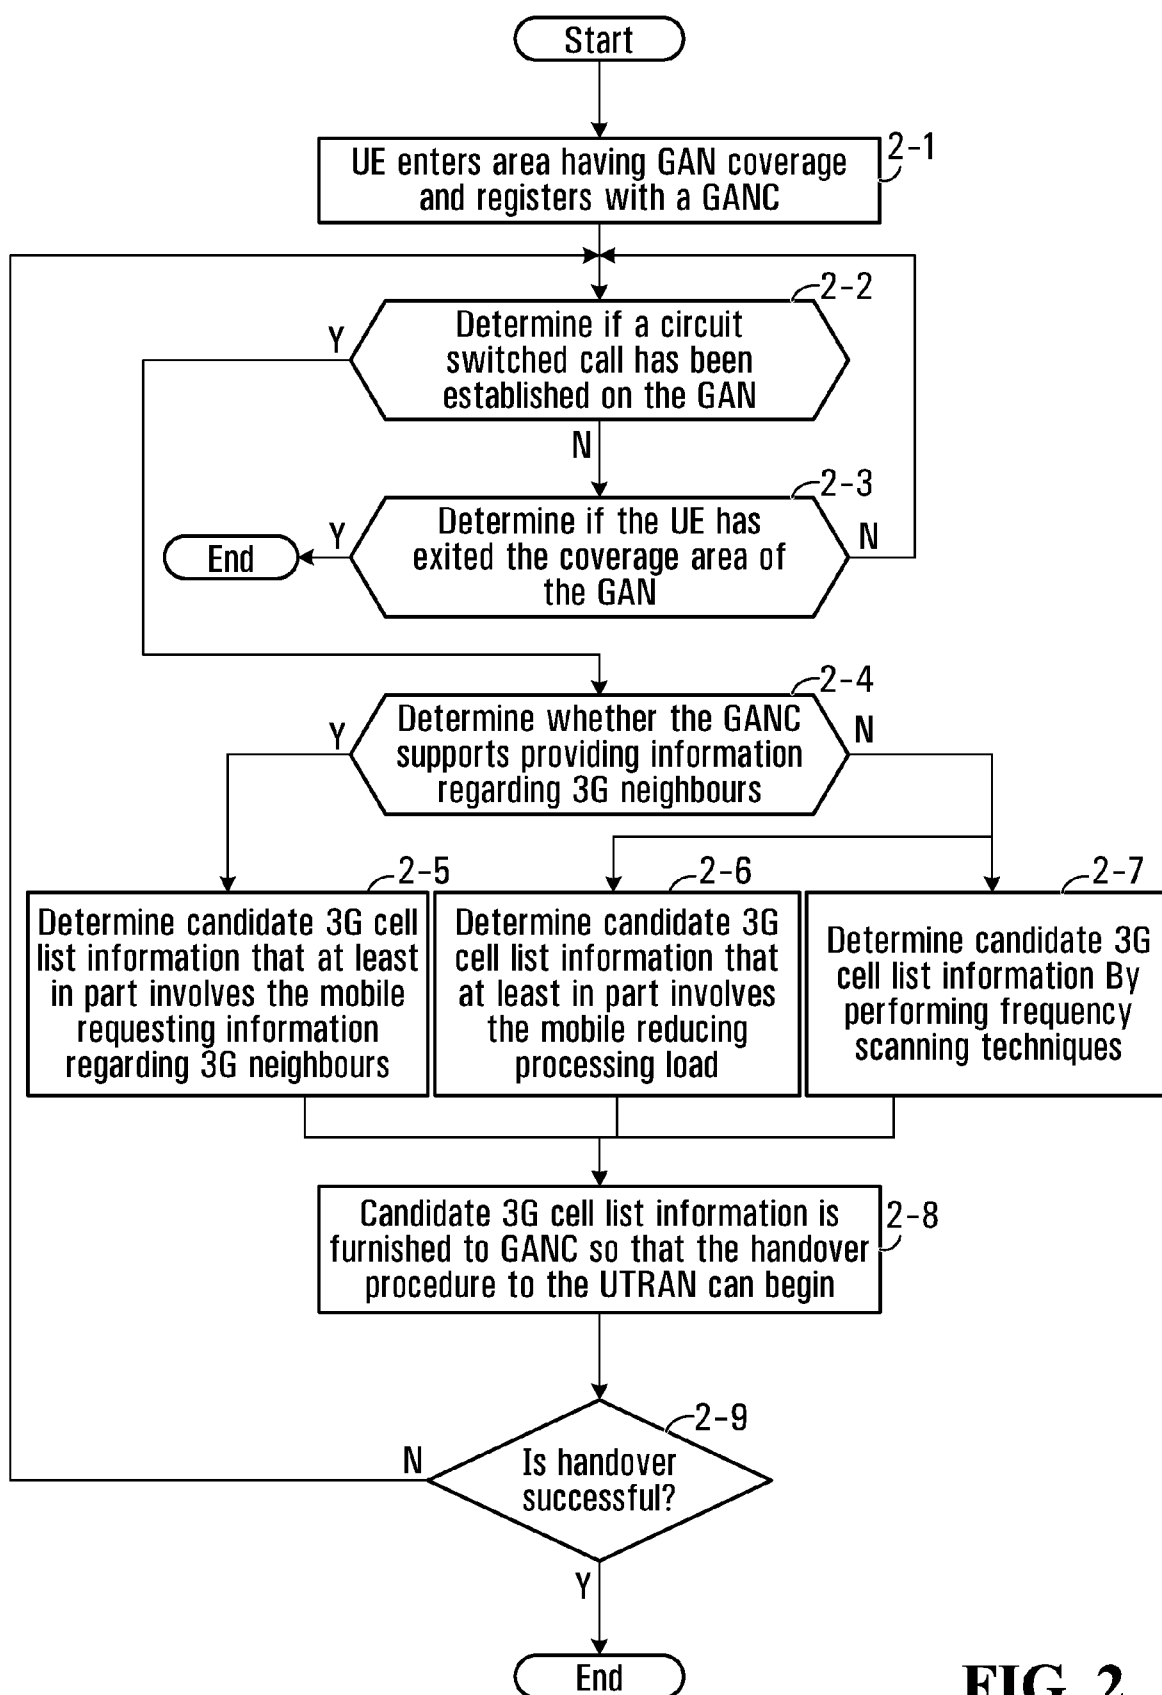 Start
2-1
UE enters area having GAN coverage
and registers with a GANC
2-2
Y
Determine if a circuit
switched call has been
established on the GAN
N
2-3
End
Y
Determine if the UE has
exited the coverage area of
the GAN
N
2-4
Y
Determine whether the GANC
supports providing information
regarding 3G neighbours
N
2-5
Determine candidate 3G cell
list information that at least
in part involves the mobile
requesting information
regarding 3G neighbours
2-6
Determine candidate 3G
cell list information that
at least in part involves
the mobile reducing
processing load
2-7
Determine candidate 3G
cell list information By
performing frequency
scanning techniques
Candidate 3G cell list information is
furnished to GANC so that the handover
procedure to the UTRAN can begin
2-8
2-9
N
Is handover
successful?
Y
End
FIG. 2